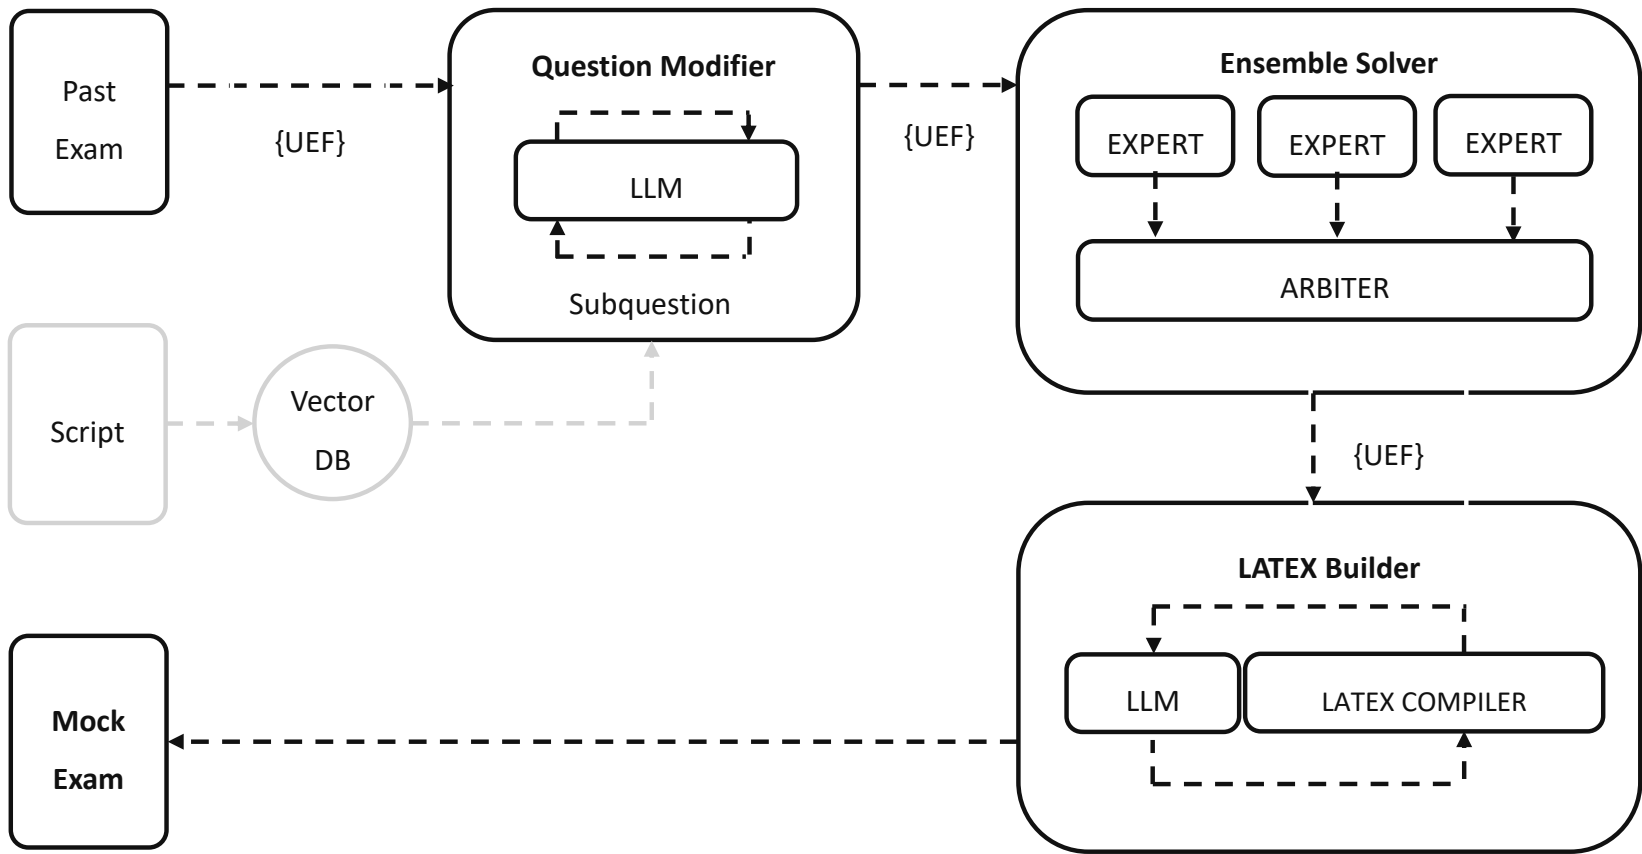 Past
Exam
{UEF}
Question Modifier
LLM
Subquestion
{UEF}
Ensemble Solver
EXPERT
EXPERT
EXPERT
ARBITER
Script
Vector
DB
{UEF}
LATEX Builder
LLM
LATEX COMPILER
Mock
Exam